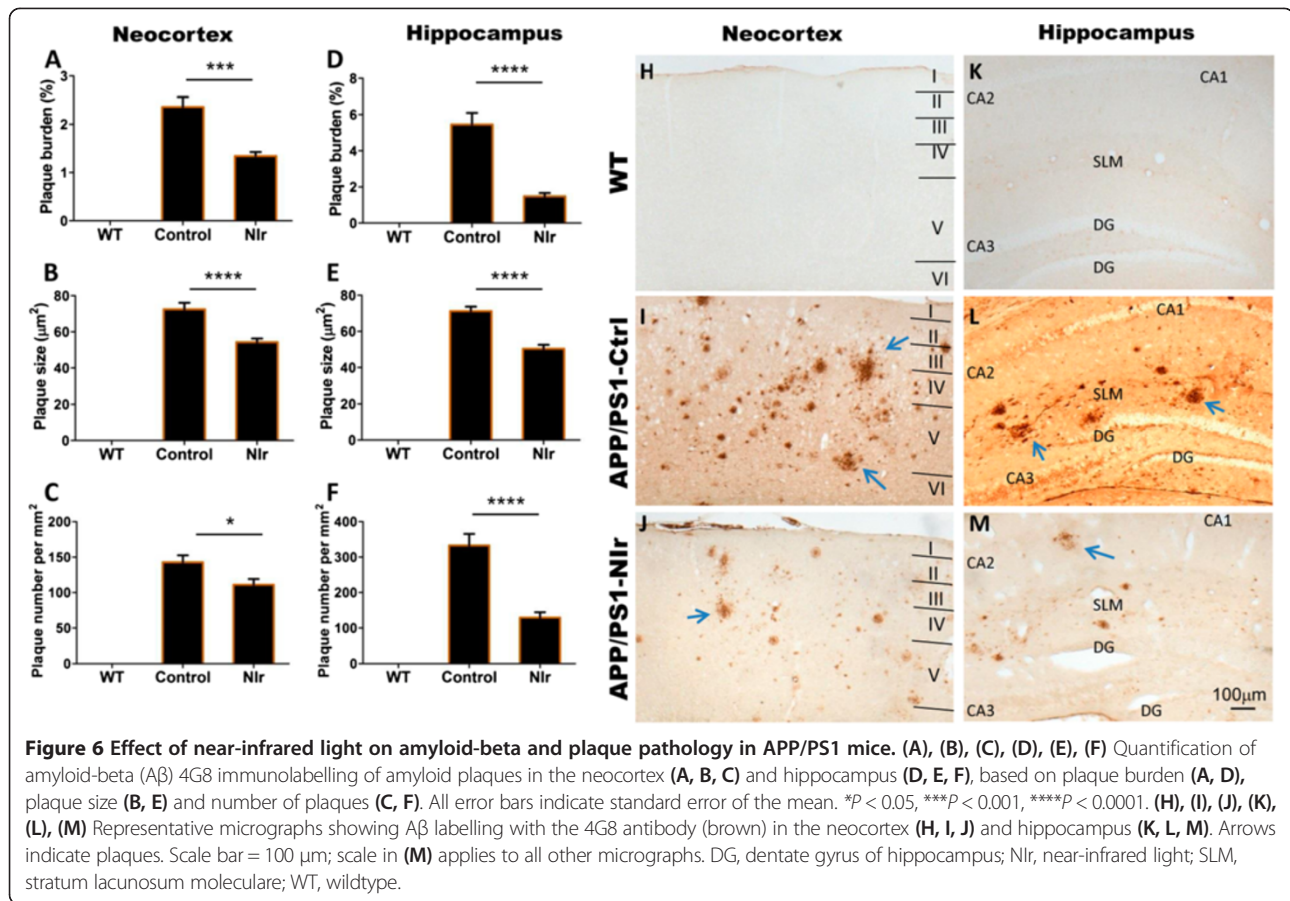 Neocortex
Hippocampus
A
***
Plaque burden (%)
3
2
1
0
WT Control NIr
D
****
Plaque burden (%)
8
6
4
2
0
WT Control NIr
B
****
Plaque size (µm²)
80
60
40
20
0
WT Control NIr
E
****
Plaque size (µm²)
80
60
40
20
0
WT Control NIr
C
*
Plaque number per mm²
200
150
100
50
0
WT Control NIr
F
****
Plaque number per mm²
400
300
200
100
0
WT Control NIr
Neocortex
Hippocampus
WT
H
I
II
III
IV
V
VI
K
CA1
CA2
SLM
DG
CA3
DG
APP/PS1-Ctrl
I
I
II
III
IV
V
VI
L
CA1
CA2
SLM
DG
DG
CA3
APP/PS1-NIr
J
I
II
III
IV
V
M
CA1
CA2
SLM
DG
100µm
CA3
DG
Figure 6 Effect of near-infrared light on amyloid-beta and plaque pathology in APP/PS1 mice. (A), (B), (C), (D), (E), (F) Quantification of
amyloid-beta (Aβ) 4G8 immunolabelling of amyloid plaques in the neocortex (A, B, C) and hippocampus (D, E, F), based on plaque burden (A, D),
plaque size (B, E) and number of plaques (C, F). All error bars indicate standard error of the mean. *P < 0.05, ***P < 0.001, ****P < 0.0001. (H), (I), (J), (K),
(L), (M) Representative micrographs showing Aβ labelling with the 4G8 antibody (brown) in the neocortex (H, I, J) and hippocampus (K, L, M). Arrows
indicate plaques. Scale bar = 100 µm; scale in (M) applies to all other micrographs. DG, dentate gyrus of hippocampus; NIr, near-infrared light; SLM,
stratum lacunosum moleculare; WT, wildtype.